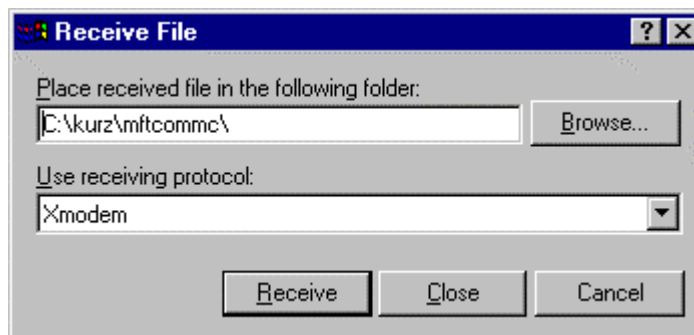 Receive File
Place received file in the following folder:
C:\kurz\mftcommc\
Browse...
Use receiving protocol:
Xmodem
Receive Close Cancel